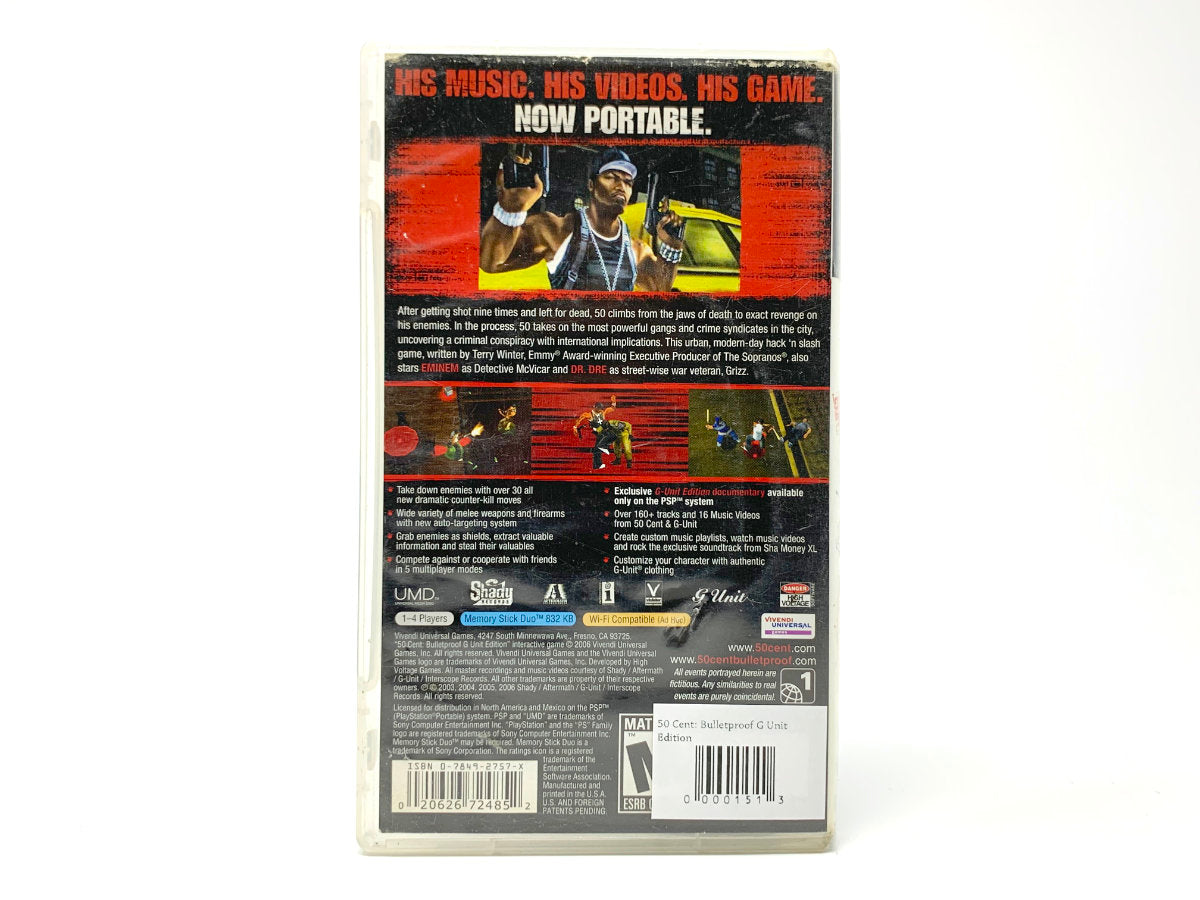 HIS MUSIC. HIS VIDEOS. HIS GAME.
NOW PORTABLE.
After getting shot nine times and left for dead, 50 climbs from the jaws of death to exact revenge on
his enemies. In the process, 50 takes on the most powerful gangs and crime syndicates in the city,
uncovering a criminal conspiracy with international implications. This urban, modern-day hack 'n slash
game, written by Terry Winter, Emmy® Award-winning Executive Producer of The Sopranos®, also
stars EMINEM as Detective McVicar and DR. DRE as street-wise war veteran, Grizz.
Take down enemies with over 30 all
new dramatic counter-kill moves
Wide variety of melee weapons and firearms
with new auto-targeting system
Grab enemies as shields, extract valuable
information and steal their valuables
Compete against or cooperate with friends
in 5 multiplayer modes
Exclusive G-Unit Edition documentary available
only on the PSP™ system
Over 160+ tracks and 16 Music Videos
from 50 Cent & G-Unit
Create custom music playlists, watch music videos
and rock the exclusive soundtrack from Sha Money XL
Customize your character with authentic
G-Unit® clothing
UMD™
Shady
RECORDS
G Unit
DANGER
HIGH
VOLTAGE
1–4 Players
Memory Stick Duo™ 832 KB
Wi-Fi Compatible (Ad Hoc)
VIVENDI
UNIVERSAL
games
Vivendi Universal Games, 4247 South Minnewawa Ave., Fresno, CA 93725.
"50 Cent: Bulletproof G Unit Edition" interactive game © 2006 Vivendi Universal
Games, Inc. All rights reserved. Vivendi Universal Games and the Vivendi Universal
Games logo are trademarks of Vivendi Universal Games, Inc. Developed by High
Voltage Games. All master recordings and music videos courtesy of Shady / Aftermath
/ G-Unit / Interscope Records. All other trademarks are property of their respective
owners. ℗ © 2003, 2004, 2005, 2006 Shady / Aftermath / G-Unit / Interscope
Records. All rights reserved.
www.50cent.com
www.50centbulletproof.com
All events portrayed herein are
fictitious. Any similarities to real
events are purely coincidental.
1
Licensed for distribution in North America and Mexico on the PSP™
(PlayStation®Portable) system. PSP and "UMD" are trademarks of
Sony Computer Entertainment Inc. "PlayStation" and the "PS" Family
logo are registered trademarks of Sony Computer Entertainment Inc.
Memory Stick Duo™ may be required. Memory Stick Duo is a
trademark of Sony Corporation. The ratings icon is a registered
trademark of the
Entertainment
Software Association.
Manufactured and
printed in the U.S.A.
U.S. AND FOREIGN
PATENTS PENDING.
ISBN 0-7849-2757-X
0 20626 72485 2
MAT
M
ESRB
50 Cent: Bulletproof G Unit
Edition
0 000151 3